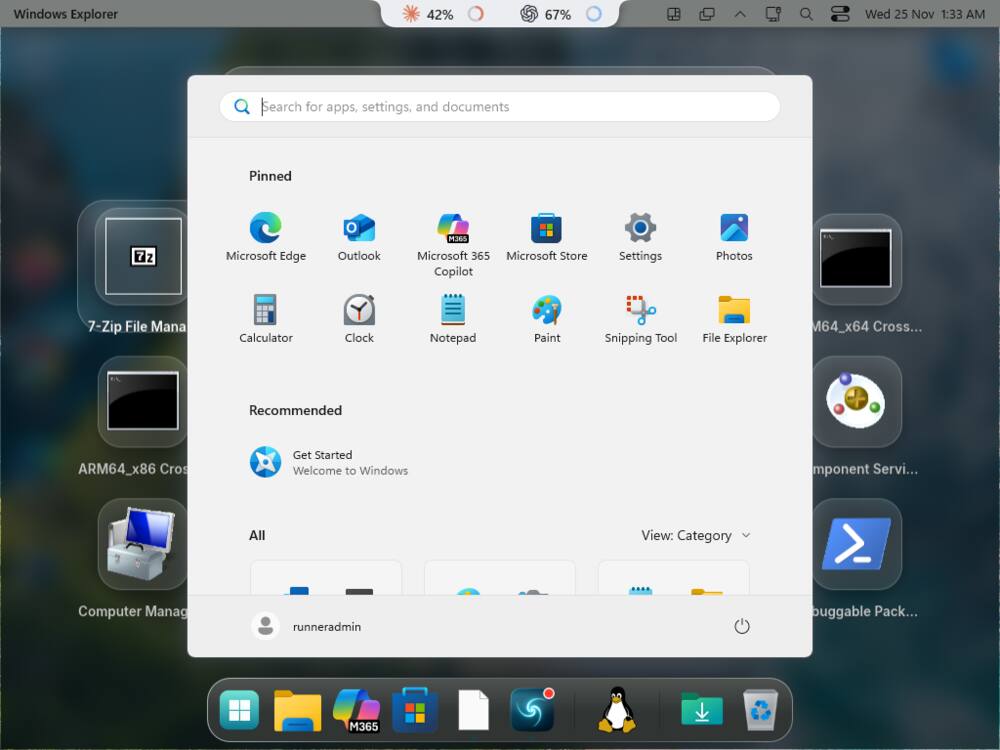 Windows Explorer
42%
67%
Wed 25 Nov 1:33 AM
Search for apps, settings, and documents
Pinned
Microsoft Edge
Outlook
Microsoft 365
Copilot
M365
Microsoft Store
Settings
Photos
Calculator
Clock
Notepad
Paint
Snipping Tool
File Explorer
Recommended
Get Started
Welcome to Windows
All
View: Category
runneradmin
7z
7-Zip File Mana
M64_x64 Cross...
ARM64_x86 Cros
mponent Servi...
Computer Manag
buggable Pack...
M365